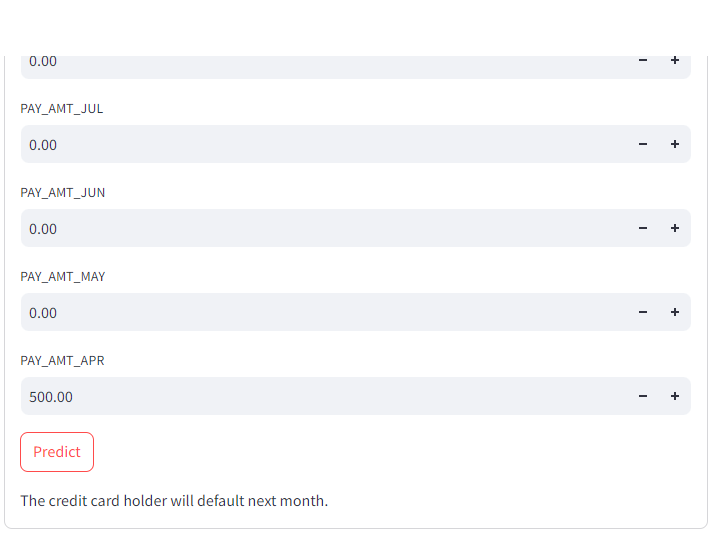 0.00
PAY_AMT_JUL
0.00
PAY_AMT_JUN
0.00
PAY_AMT_MAY
0.00
PAY_AMT_APR
500.00
Predict
The credit card holder will default next month.